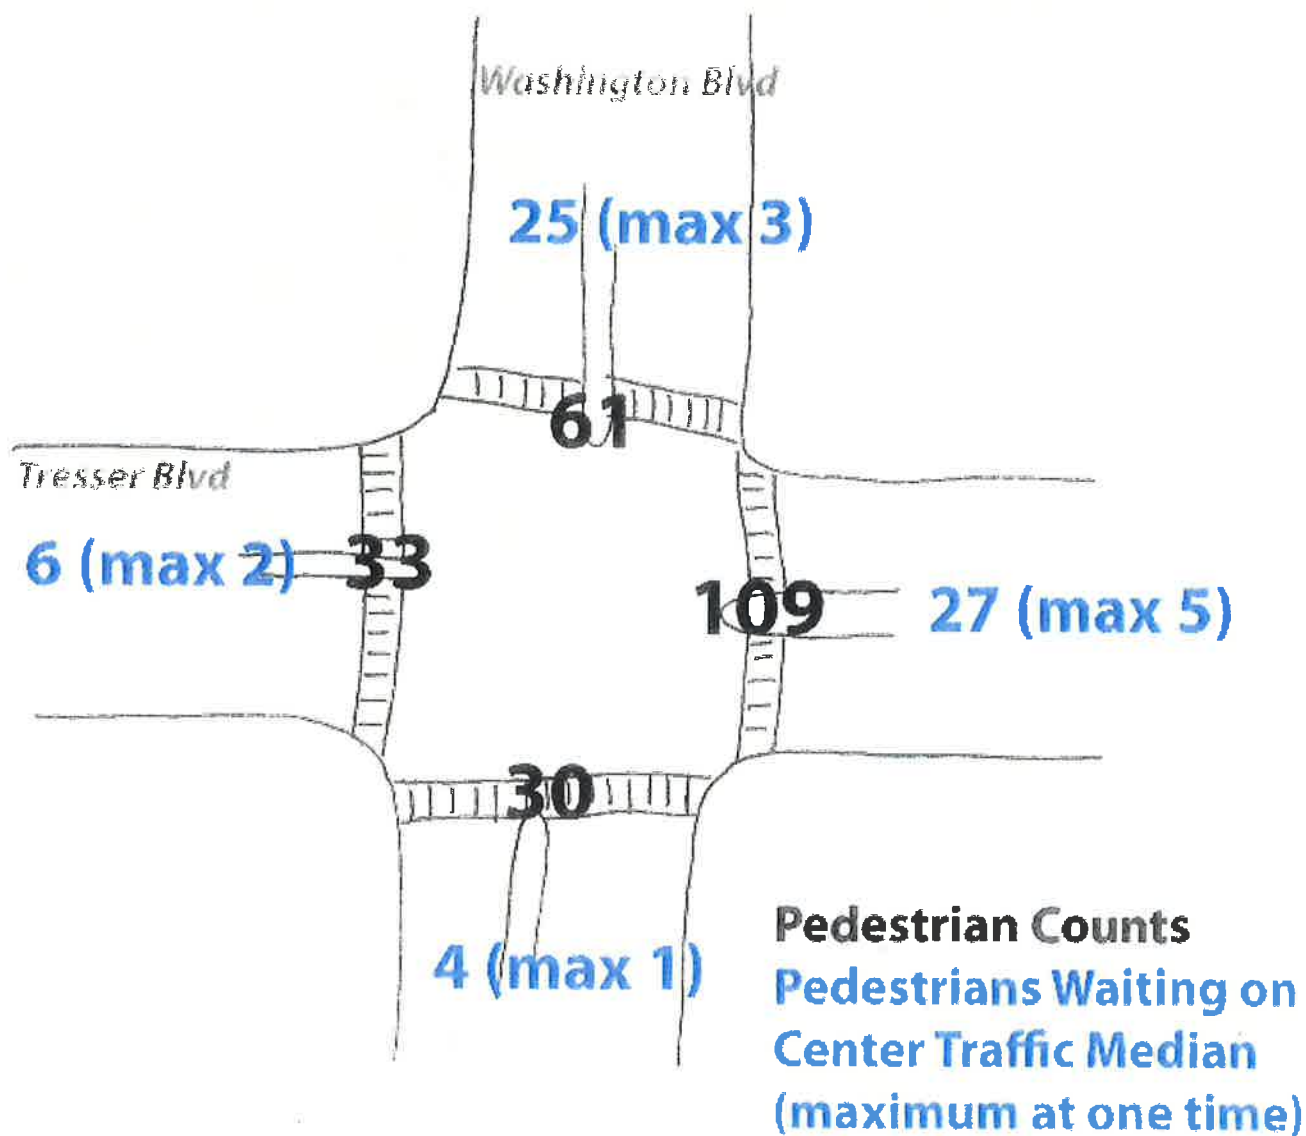 Washington Blvd
25 (max 3)
61
Tresser Blvd
6 (max 2)
33
109
27 (max 5)
30
4 (max 1)
Pedestrian Counts
Pedestrians Waiting on
Center Traffic Median
(maximum at one time)